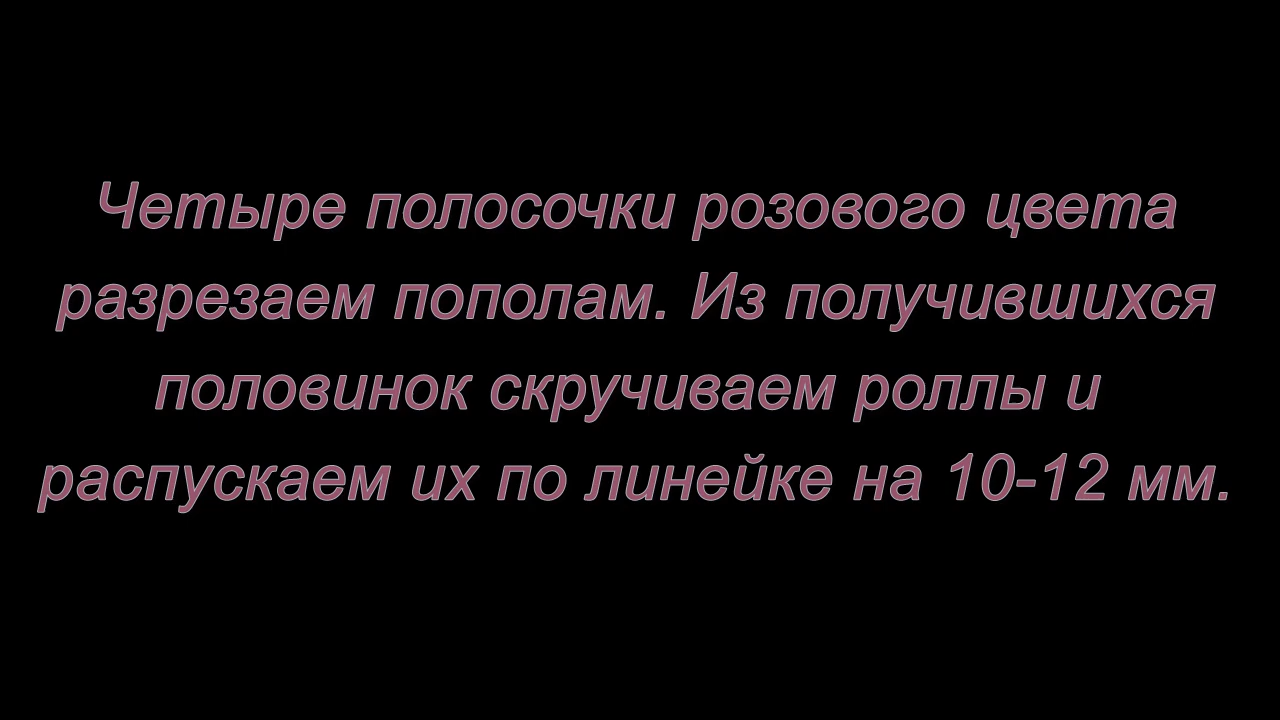 Четыре полосочки розового цвета
разрезаем пополам. Из получившихся
половинок скручиваем роллы и
распускаем их по линейке на 10-12 мм.